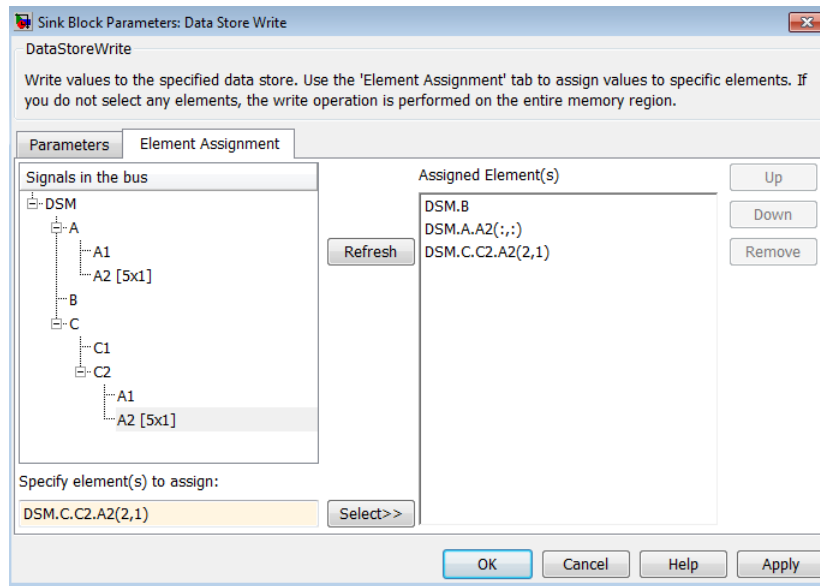 Sink Block Parameters: Data Store Write
DataStoreWrite
Write values to the specified data store. Use the 'Element Assignment' tab to assign values to specific elements. If
you do not select any elements, the write operation is performed on the entire memory region.
Parameters
Element Assignment
Signals in the bus
DSM
A
A1
A2 [5x1]
B
C
C1
C2
A1
A2 [5x1]
Specify element(s) to assign:
DSM.C.C2.A2(2,1)
Refresh
Select>>
Assigned Element(s)
DSM.B
DSM.A.A2(:,:)
DSM.C.C2.A2(2,1)
Up
Down
Remove
OK
Cancel
Help
Apply